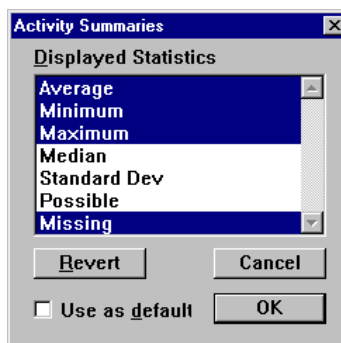 Activity Summaries
Displayed Statistics
Average
Minimum
Maximum
Median
Standard Dev
Possible
Missing
Revert Cancel
Use as default OK